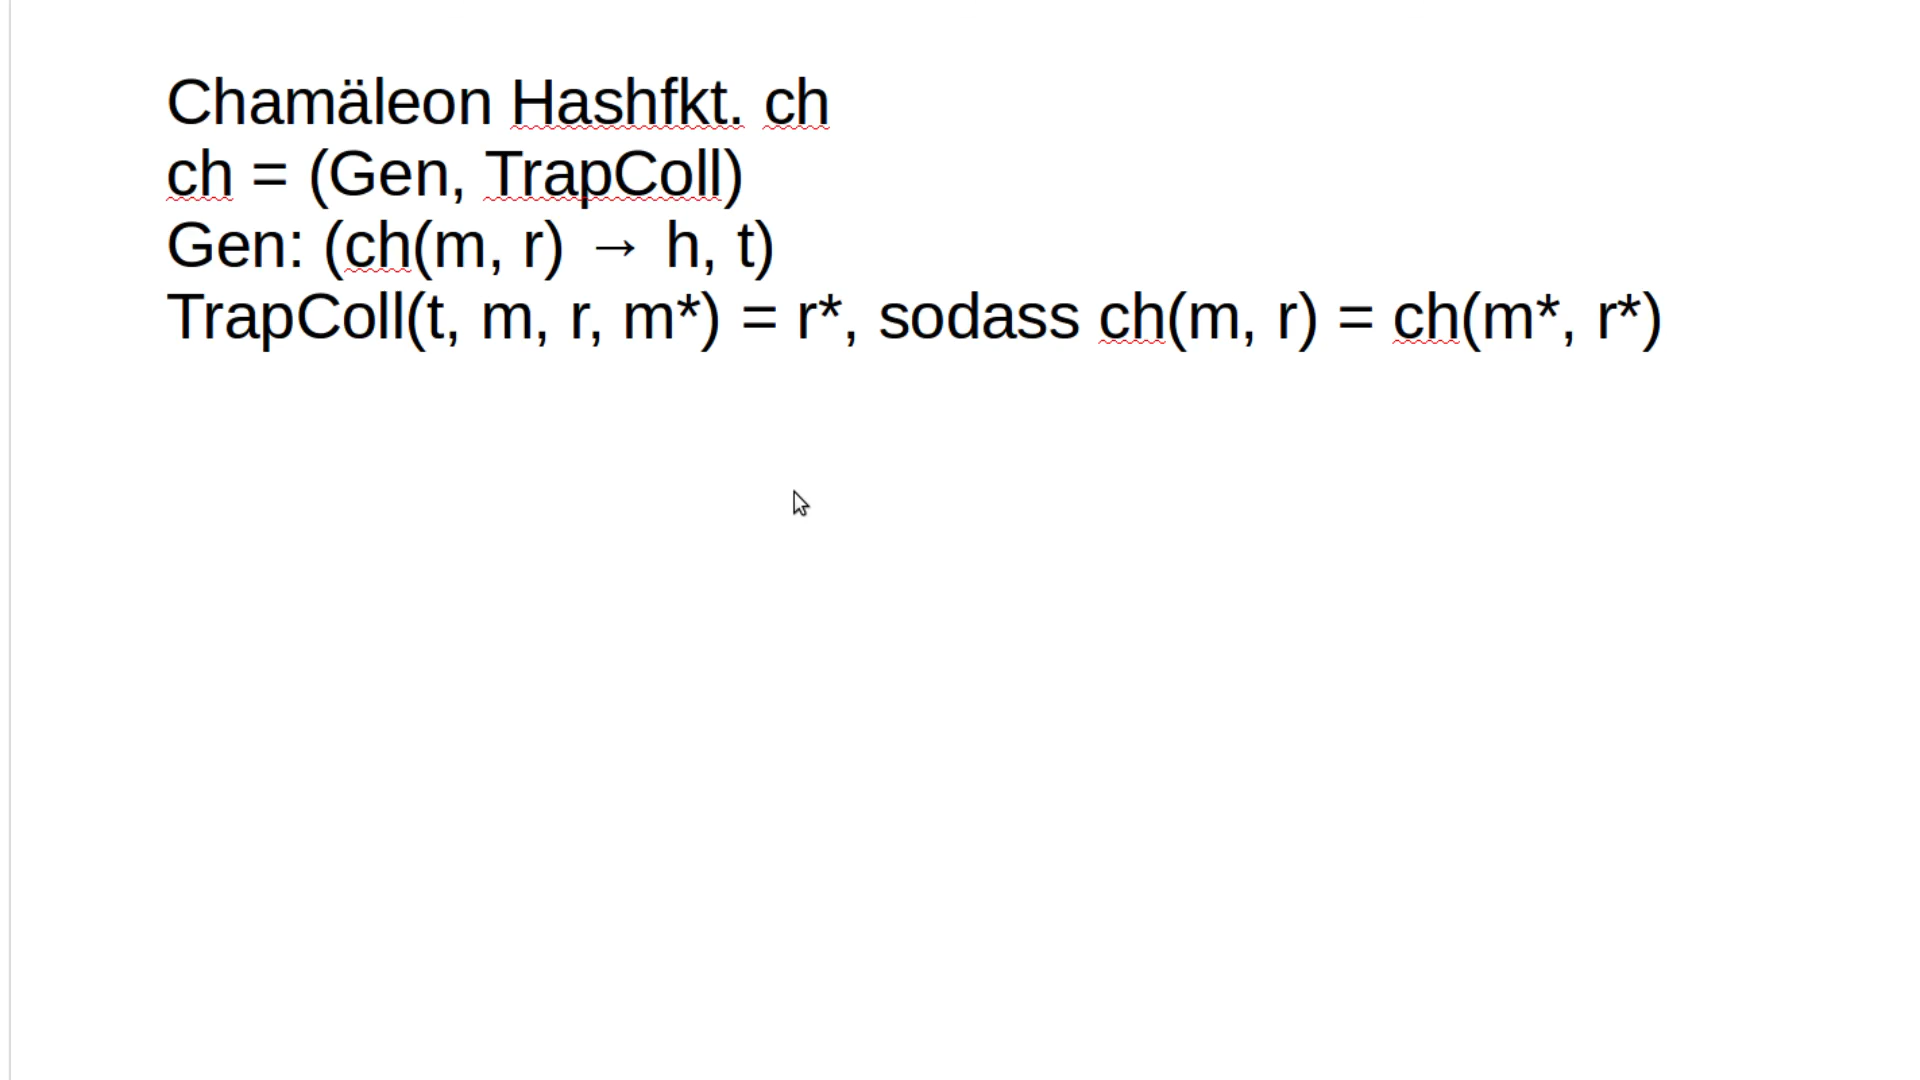 Chamäleon Hashfkt. ch
ch = (Gen, TrapColl)
Gen: (ch(m, r) → h, t)
TrapColl(t, m, r, m*) = r*, sodass ch(m, r) = ch(m*, r*)